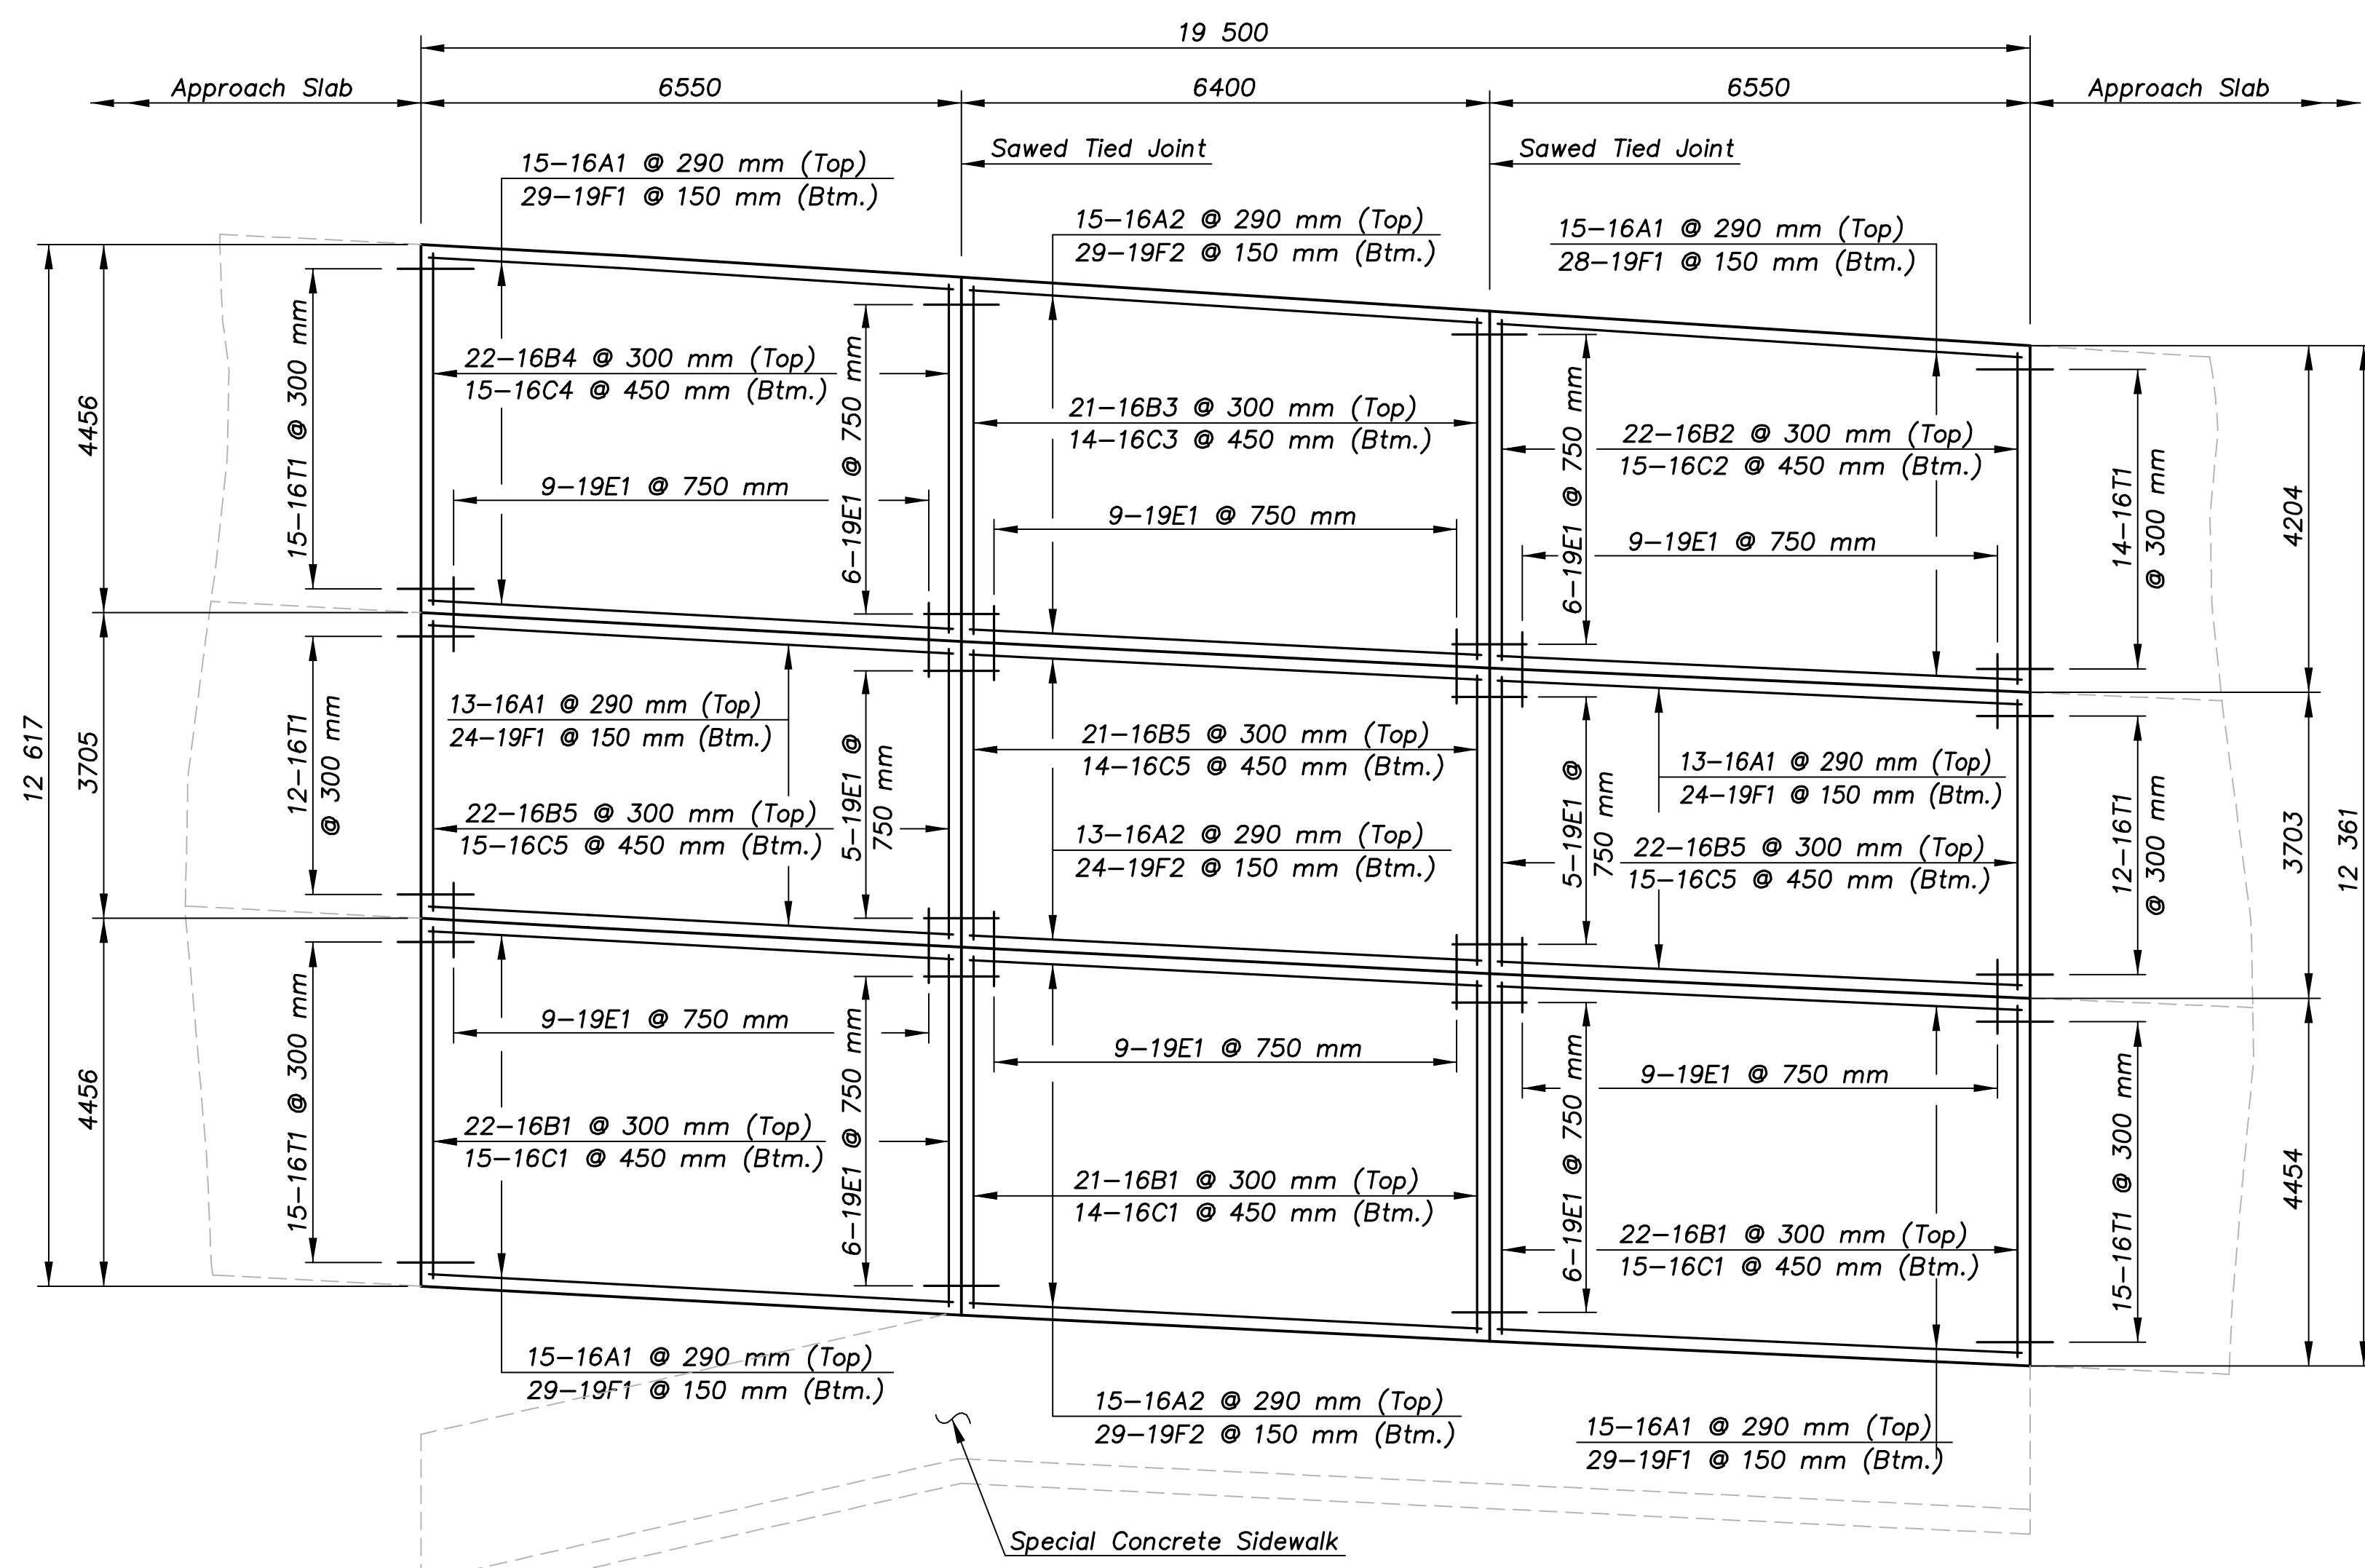 19 500
Approach Slab
6550
6400
6550
Approach Slab
Sawed Tied Joint
Sawed Tied Joint
15-16A1 @ 290 mm (Top)
29-19F1 @ 150 mm (Btm.)
15-16A2 @ 290 mm (Top)
29-19F2 @ 150 mm (Btm.)
15-16A1 @ 290 mm (Top)
28-19F1 @ 150 mm (Btm.)
12 617
4456
15-16T1 @ 300 mm
22-16B4 @ 300 mm (Top)
15-16C4 @ 450 mm (Btm.)
9-19E1 @ 750 mm
6-19E1 @ 750 mm
21-16B3 @ 300 mm (Top)
14-16C3 @ 450 mm (Btm.)
9-19E1 @ 750 mm
6-19E1 @ 750 mm
22-16B2 @ 300 mm (Top)
15-16C2 @ 450 mm (Btm.)
9-19E1 @ 750 mm
14-16T1
@ 300 mm
4204
12 361
3705
12-16T1
@ 300 mm
13-16A1 @ 290 mm (Top)
24-19F1 @ 150 mm (Btm.)
22-16B5 @ 300 mm (Top)
15-16C5 @ 450 mm (Btm.)
5-19E1 @
750 mm
21-16B5 @ 300 mm (Top)
14-16C5 @ 450 mm (Btm.)
13-16A2 @ 290 mm (Top)
24-19F2 @ 150 mm (Btm.)
5-19E1 @
750 mm
13-16A1 @ 290 mm (Top)
24-19F1 @ 150 mm (Btm.)
22-16B5 @ 300 mm (Top)
15-16C5 @ 450 mm (Btm.)
12-16T1
@ 300 mm
3703
4456
15-16T1 @ 300 mm
9-19E1 @ 750 mm
22-16B1 @ 300 mm (Top)
15-16C1 @ 450 mm (Btm.)
6-19E1 @ 750 mm
9-19E1 @ 750 mm
21-16B1 @ 300 mm (Top)
14-16C1 @ 450 mm (Btm.)
6-19E1 @ 750 mm
9-19E1 @ 750 mm
22-16B1 @ 300 mm (Top)
15-16C1 @ 450 mm (Btm.)
15-16T1 @ 300 mm
4454
15-16A1 @ 290 mm (Top)
29-19F1 @ 150 mm (Btm.)
15-16A2 @ 290 mm (Top)
29-19F2 @ 150 mm (Btm.)
15-16A1 @ 290 mm (Top)
29-19F1 @ 150 mm (Btm.)
Special Concrete Sidewalk